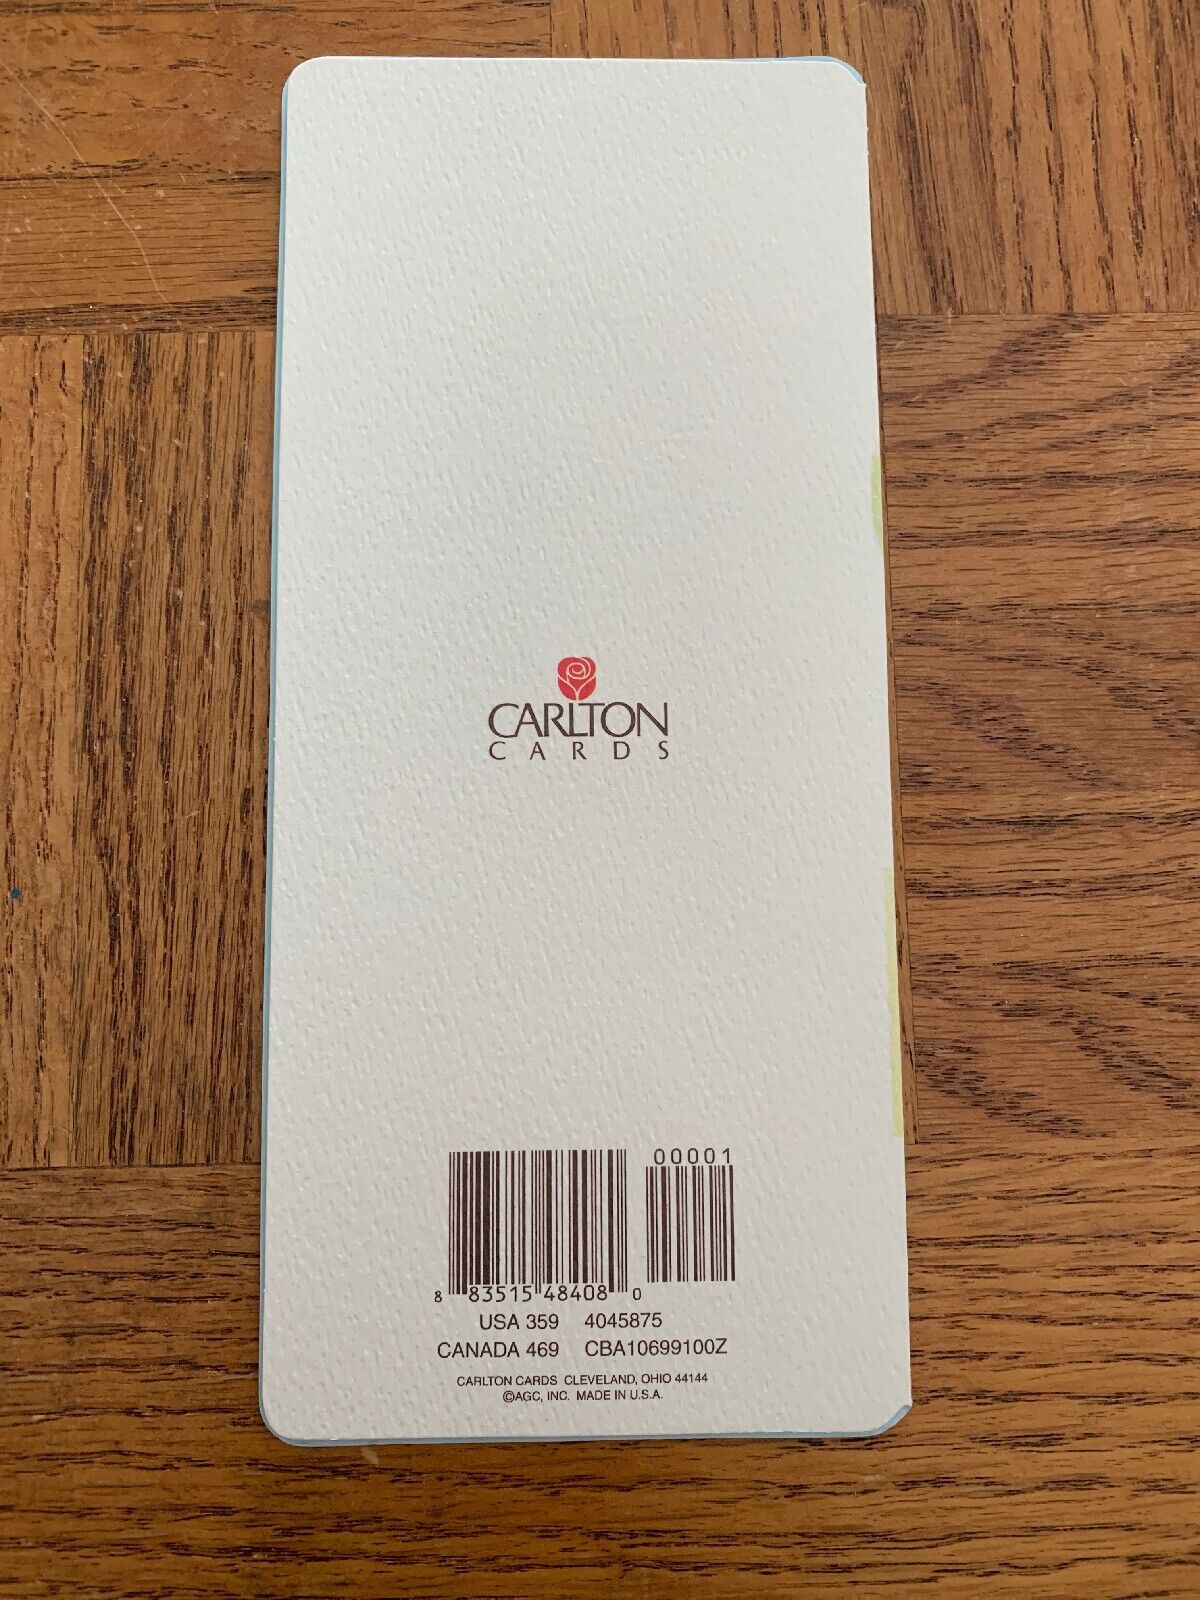 CARLTON
CARDS
00001
8 83515 48408 0
USA 359 4045875
CANADA 469 CBA10699100Z
CARLTON CARDS CLEVELAND, OHIO 44144
©AGC, INC. MADE IN U.S.A.